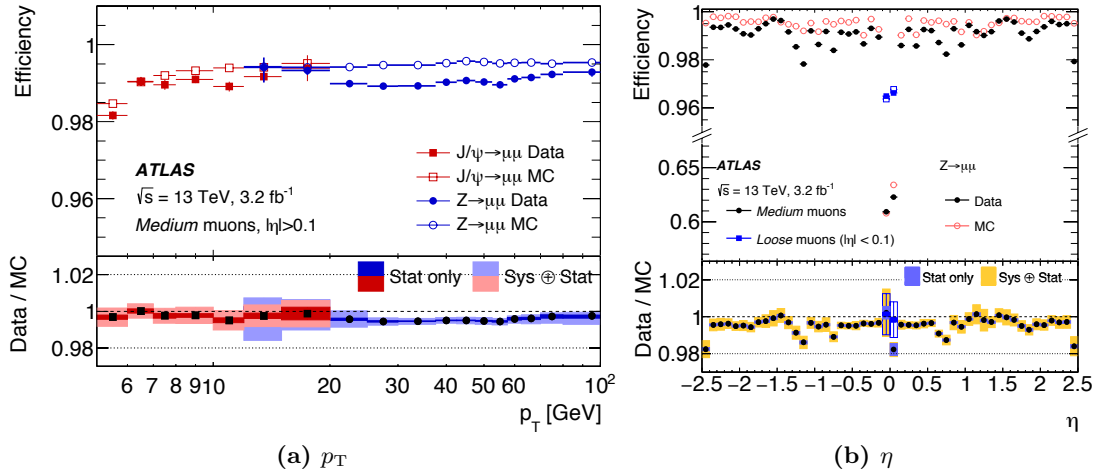 Efficiency
1
0.98
0.96
ATLAS
√s = 13 TeV, 3.2 fb⁻¹
Medium muons, |η|>0.1
J/ψ→μμ Data
J/ψ→μμ MC
Z→μμ Data
Z→μμ MC
Data / MC
1.02
1
0.98
Stat only
Sys ⊕ Stat
6 7 8 910 20 30 40 50 60 10²
p_T [GeV]
(a) p_T
Efficiency
1
0.98
0.96
0.65
0.6
ATLAS
√s = 13 TeV, 3.2 fb⁻¹
Medium muons
Loose muons (|η| < 0.1)
Z→μμ
Data
MC
Data / MC
1.02
1
0.98
Stat only
Sys ⊕ Stat
−2.5 −2 −1.5 −1 −0.5 0 0.5 1 1.5 2 2.5
η
(b) η